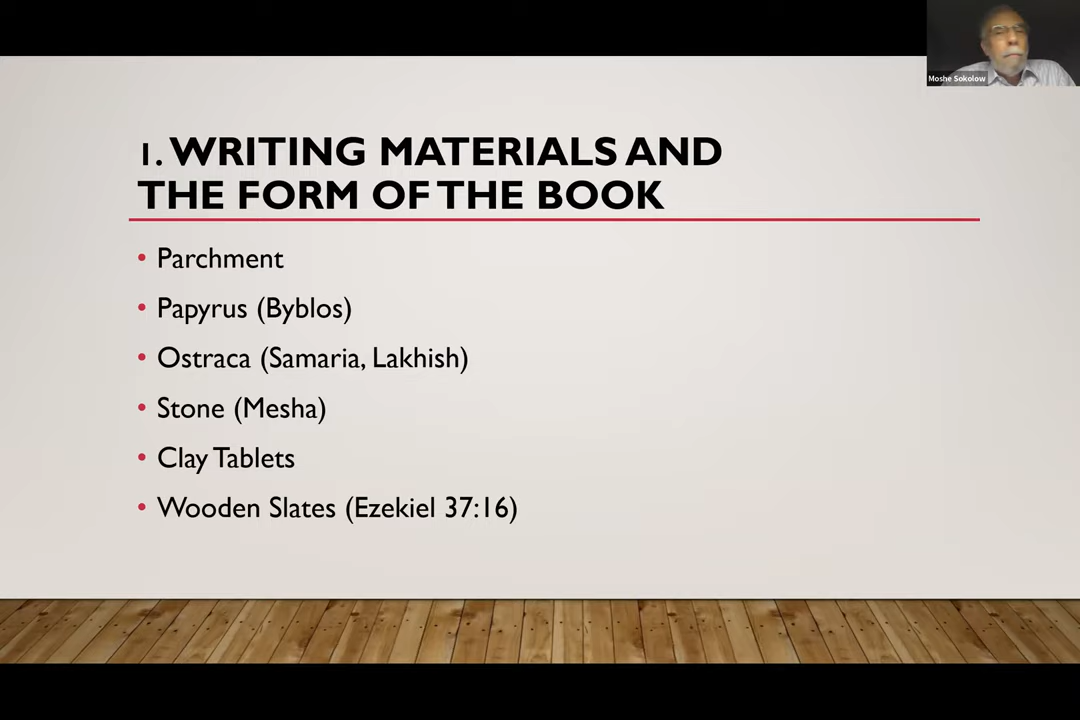 Moshe Sokolow
1. WRITING MATERIALS AND
THE FORM OF THE BOOK
• Parchment
• Papyrus (Byblos)
• Ostraca (Samaria, Lakhish)
• Stone (Mesha)
• Clay Tablets
• Wooden Slates (Ezekiel 37:16)